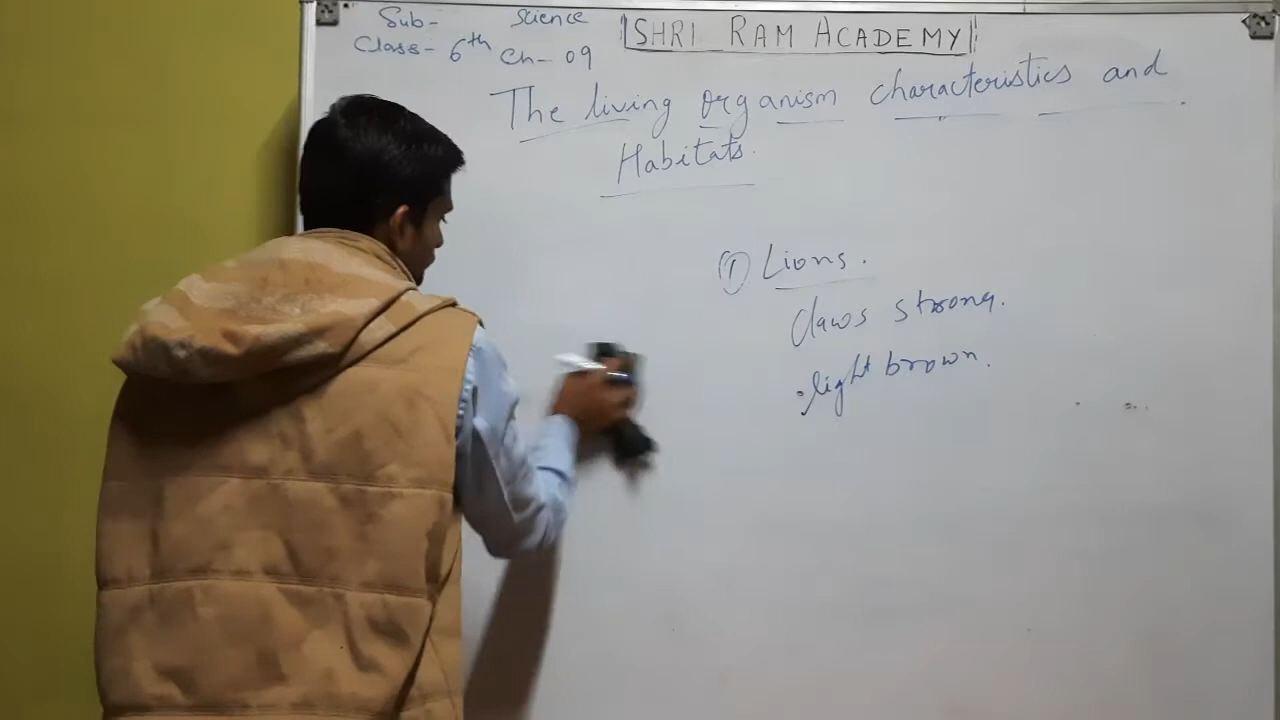 Sub- Science
Class- 6th Ch- 09
SHRI RAM ACADEMY
The living organism characteristics and
Habitats.
① Lions.
claws strong.
light brown.